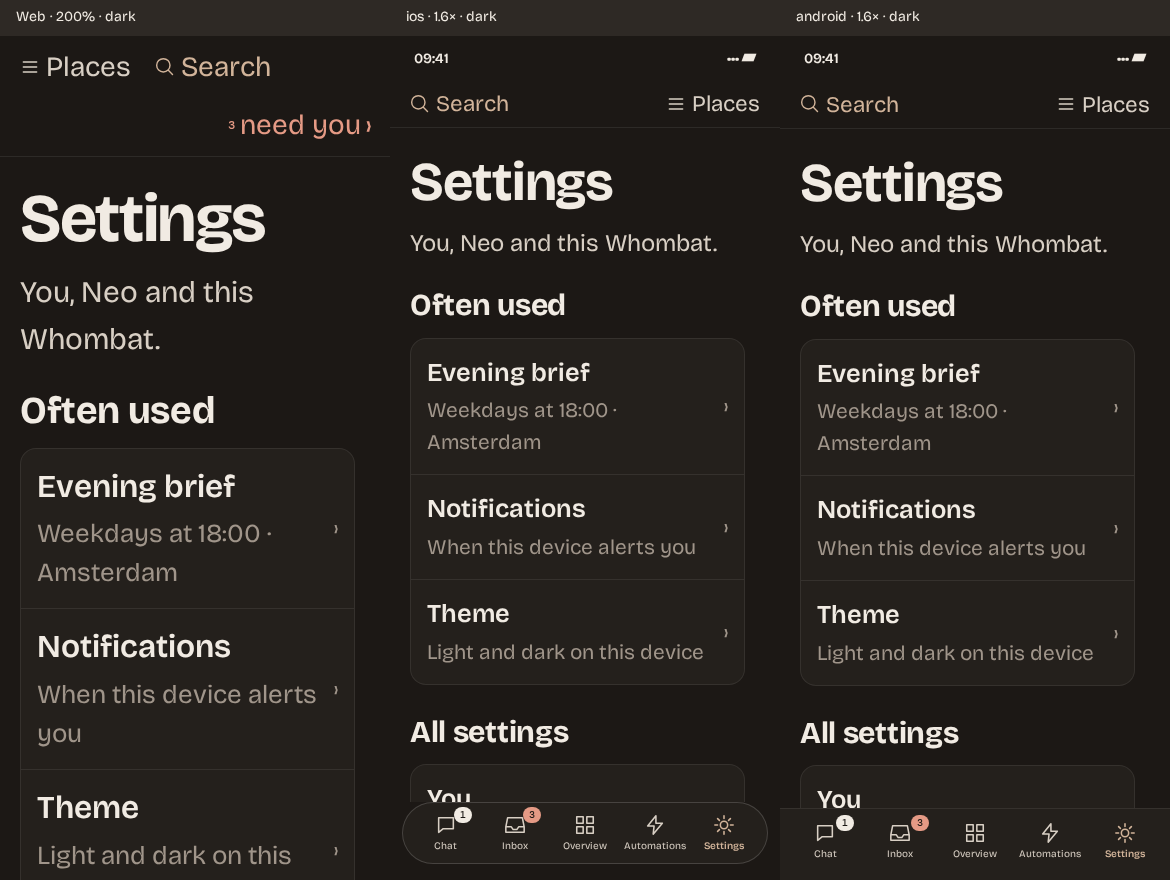 Web · 200% · dark
Places
Search
3 need you
Settings
You, Neo and this
Whombat.
Often used
Evening brief
Weekdays at 18:00 ·
Amsterdam
Notifications
When this device alerts
you
Theme
Light and dark on this
ios · 1.6× · dark
09:41
Search
Places
Settings
You, Neo and this Whombat.
Often used
Evening brief
Weekdays at 18:00 ·
Amsterdam
Notifications
When this device alerts you
Theme
Light and dark on this device
All settings
You
1
3
Chat
Inbox
Overview
Automations
Settings
android · 1.6× · dark
09:41
Search
Places
Settings
You, Neo and this Whombat.
Often used
Evening brief
Weekdays at 18:00 ·
Amsterdam
Notifications
When this device alerts you
Theme
Light and dark on this device
All settings
You
1
3
Chat
Inbox
Overview
Automations
Settings